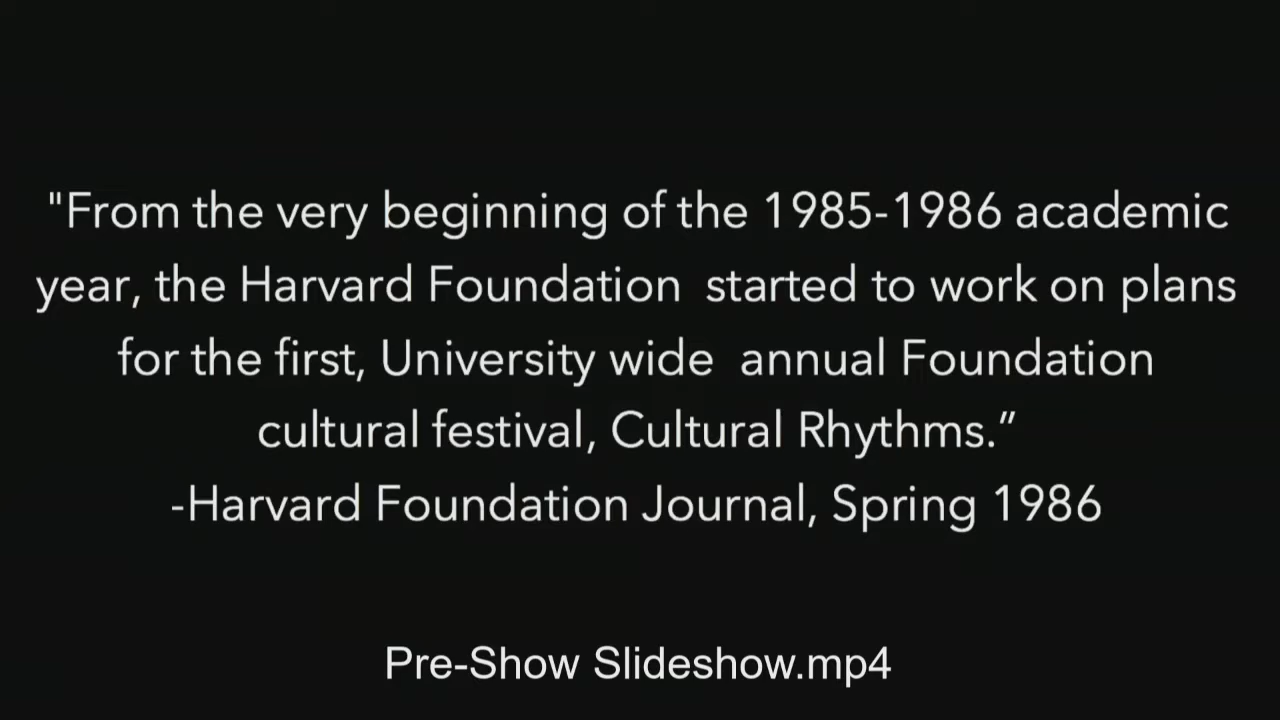 "From the very beginning of the 1985-1986 academic
year, the Harvard Foundation  started to work on plans
for the first, University wide  annual Foundation
cultural festival, Cultural Rhythms.”
-Harvard Foundation Journal, Spring 1986
Pre-Show Slideshow.mp4